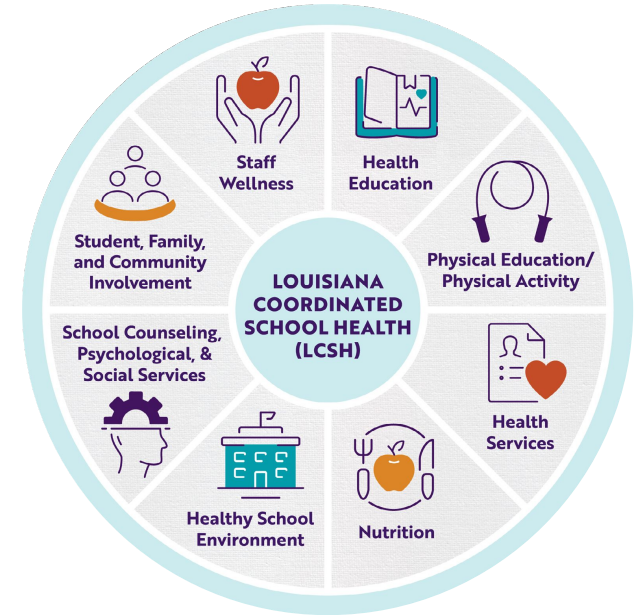 LOUISIANA
COORDINATED
SCHOOL HEALTH
(LCSH)
Health
Education
Physical Education/
Physical Activity
Health
Services
Nutrition
Healthy School
Environment
School Counseling,
Psychological, &
Social Services
Student, Family,
and Community
Involvement
Staff
Wellness